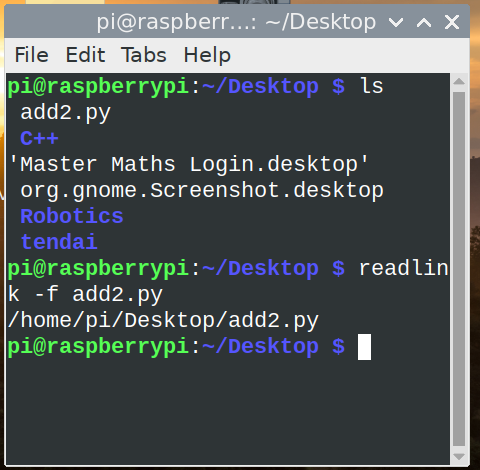 pi@raspberr...: ~/Desktop
File Edit Tabs Help
pi@raspberrypi:~/Desktop $ ls
 add2.py
 C++
'Master Maths Login.desktop'
 org.gnome.Screenshot.desktop
 Robotics
 tendai
pi@raspberrypi:~/Desktop $ readlin
k -f add2.py
/home/pi/Desktop/add2.py
pi@raspberrypi:~/Desktop $